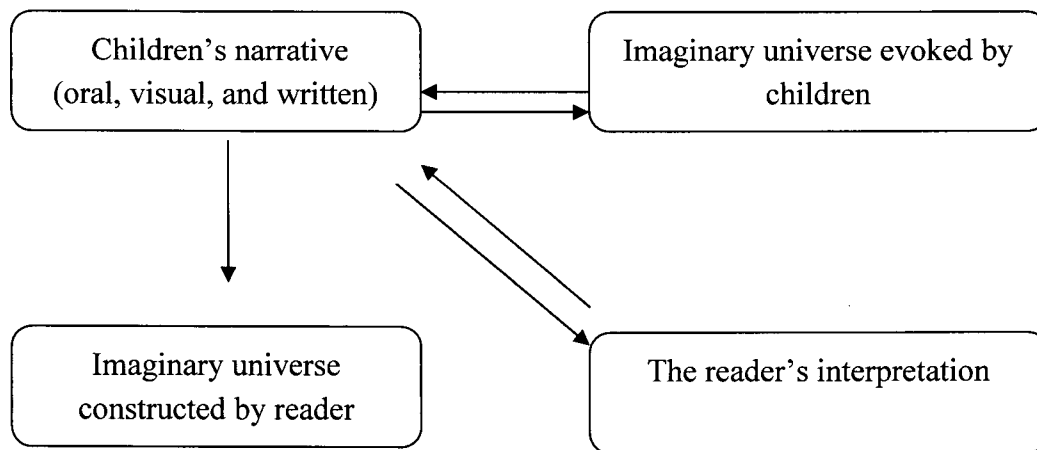 Children’s narrative
(oral, visual, and written)
Imaginary universe evoked by
children
Imaginary universe
constructed by reader
The reader’s interpretation